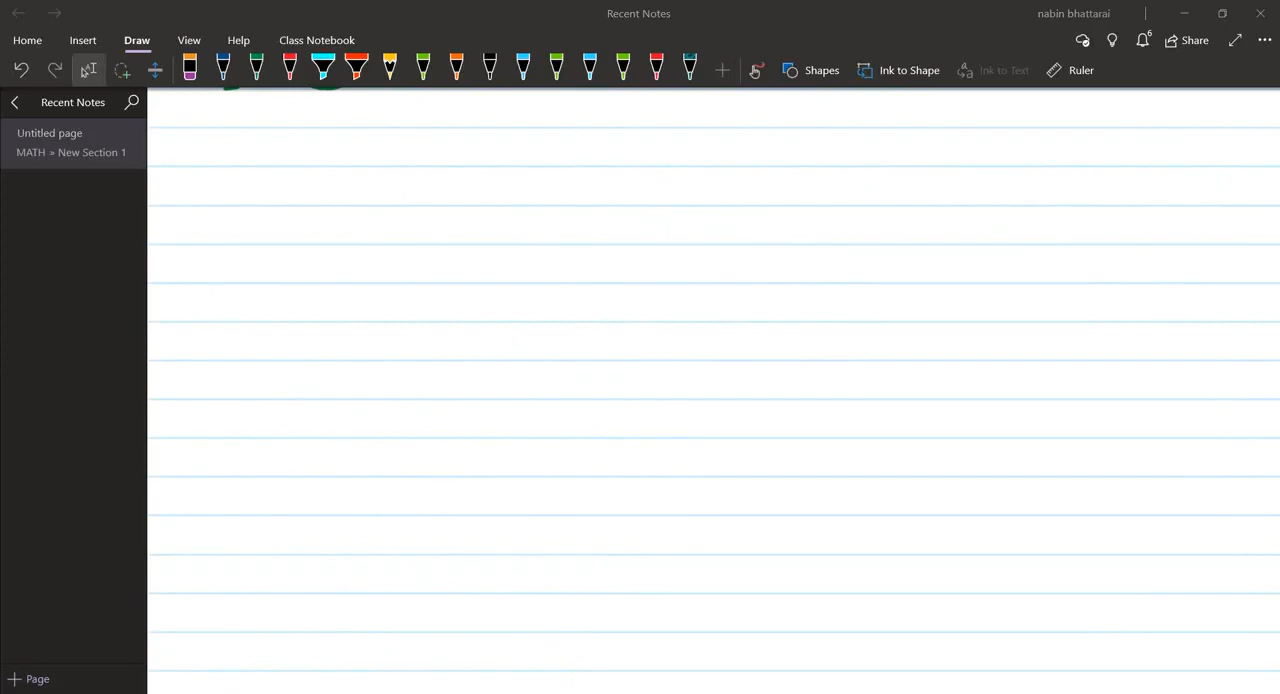 Recent Notes
nabin bhattarai
Home
Insert
Draw
View
Help
Class Notebook
6
Share
Shapes
Ink to Shape
Ink to Text
Ruler
Recent Notes
Untitled page
MATH » New Section 1
Page